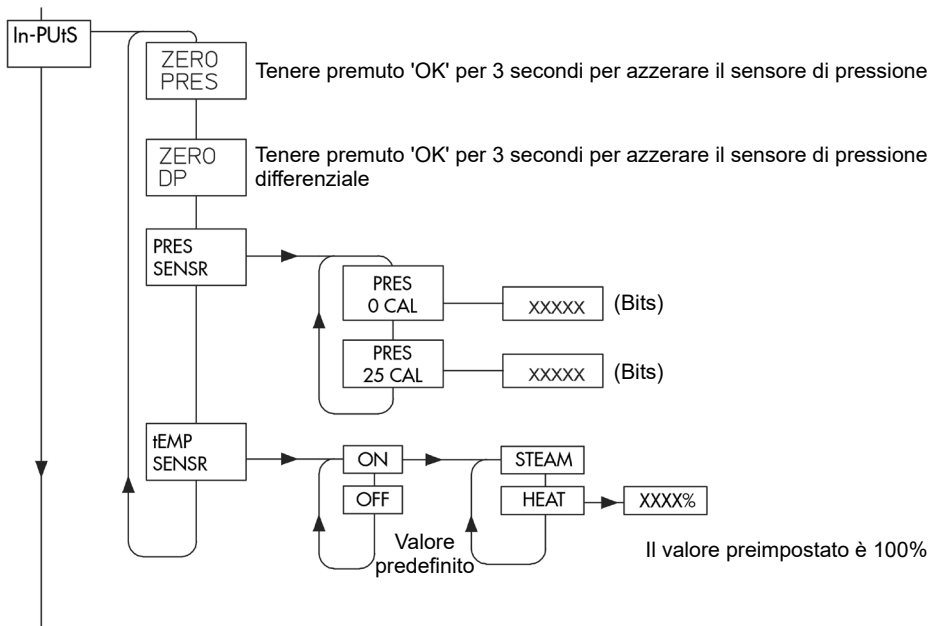 In-PUtS
ZERO
PRES
Tenere premuto 'OK' per 3 secondi per azzerare il sensore di pressione
ZERO
DP
Tenere premuto 'OK' per 3 secondi per azzerare il sensore di pressione
differenziale
PRES
SENSR
PRES
0 CAL
XXXXX
(Bits)
PRES
25 CAL
XXXXX
(Bits)
tEMP
SENSR
ON
STEAM
OFF
HEAT
XXXX%
Valore
predefinito
Il valore preimpostato è 100%